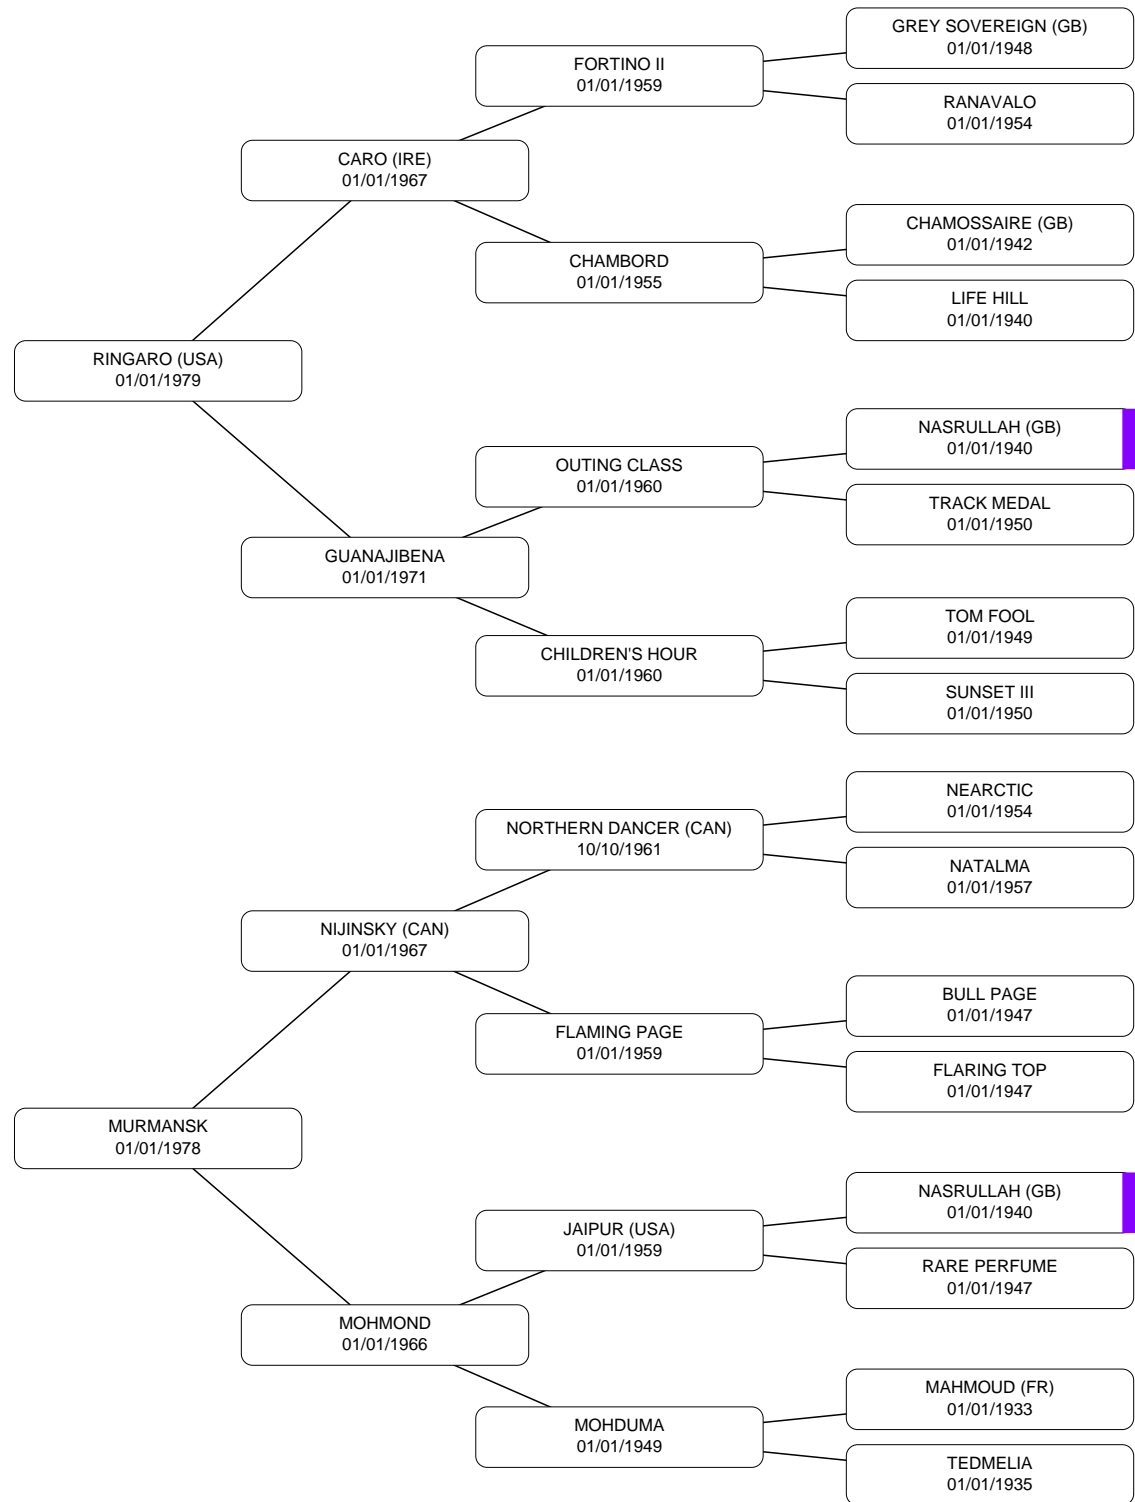 GREY SOVEREIGN (GB)
01/01/1948
FORTINO II
01/01/1959
RANAVALO
01/01/1954
CARO (IRE)
01/01/1967
CHAMOSSAIRE (GB)
01/01/1942
CHAMBORD
01/01/1955
LIFE HILL
01/01/1940
RINGARO (USA)
01/01/1979
NASRULLAH (GB)
01/01/1940
OUTING CLASS
01/01/1960
TRACK MEDAL
01/01/1950
GUANAJIBENA
01/01/1971
TOM FOOL
01/01/1949
CHILDREN'S HOUR
01/01/1960
SUNSET III
01/01/1950
NEARCTIC
01/01/1954
NORTHERN DANCER (CAN)
10/10/1961
NATALMA
01/01/1957
NIJINSKY (CAN)
01/01/1967
BULL PAGE
01/01/1947
FLAMING PAGE
01/01/1959
FLARING TOP
01/01/1947
MURMANSK
01/01/1978
NASRULLAH (GB)
01/01/1940
JAIPUR (USA)
01/01/1959
RARE PERFUME
01/01/1947
MOHMOND
01/01/1966
MAHMOUD (FR)
01/01/1933
MOHDUMA
01/01/1949
TEDMELIA
01/01/1935